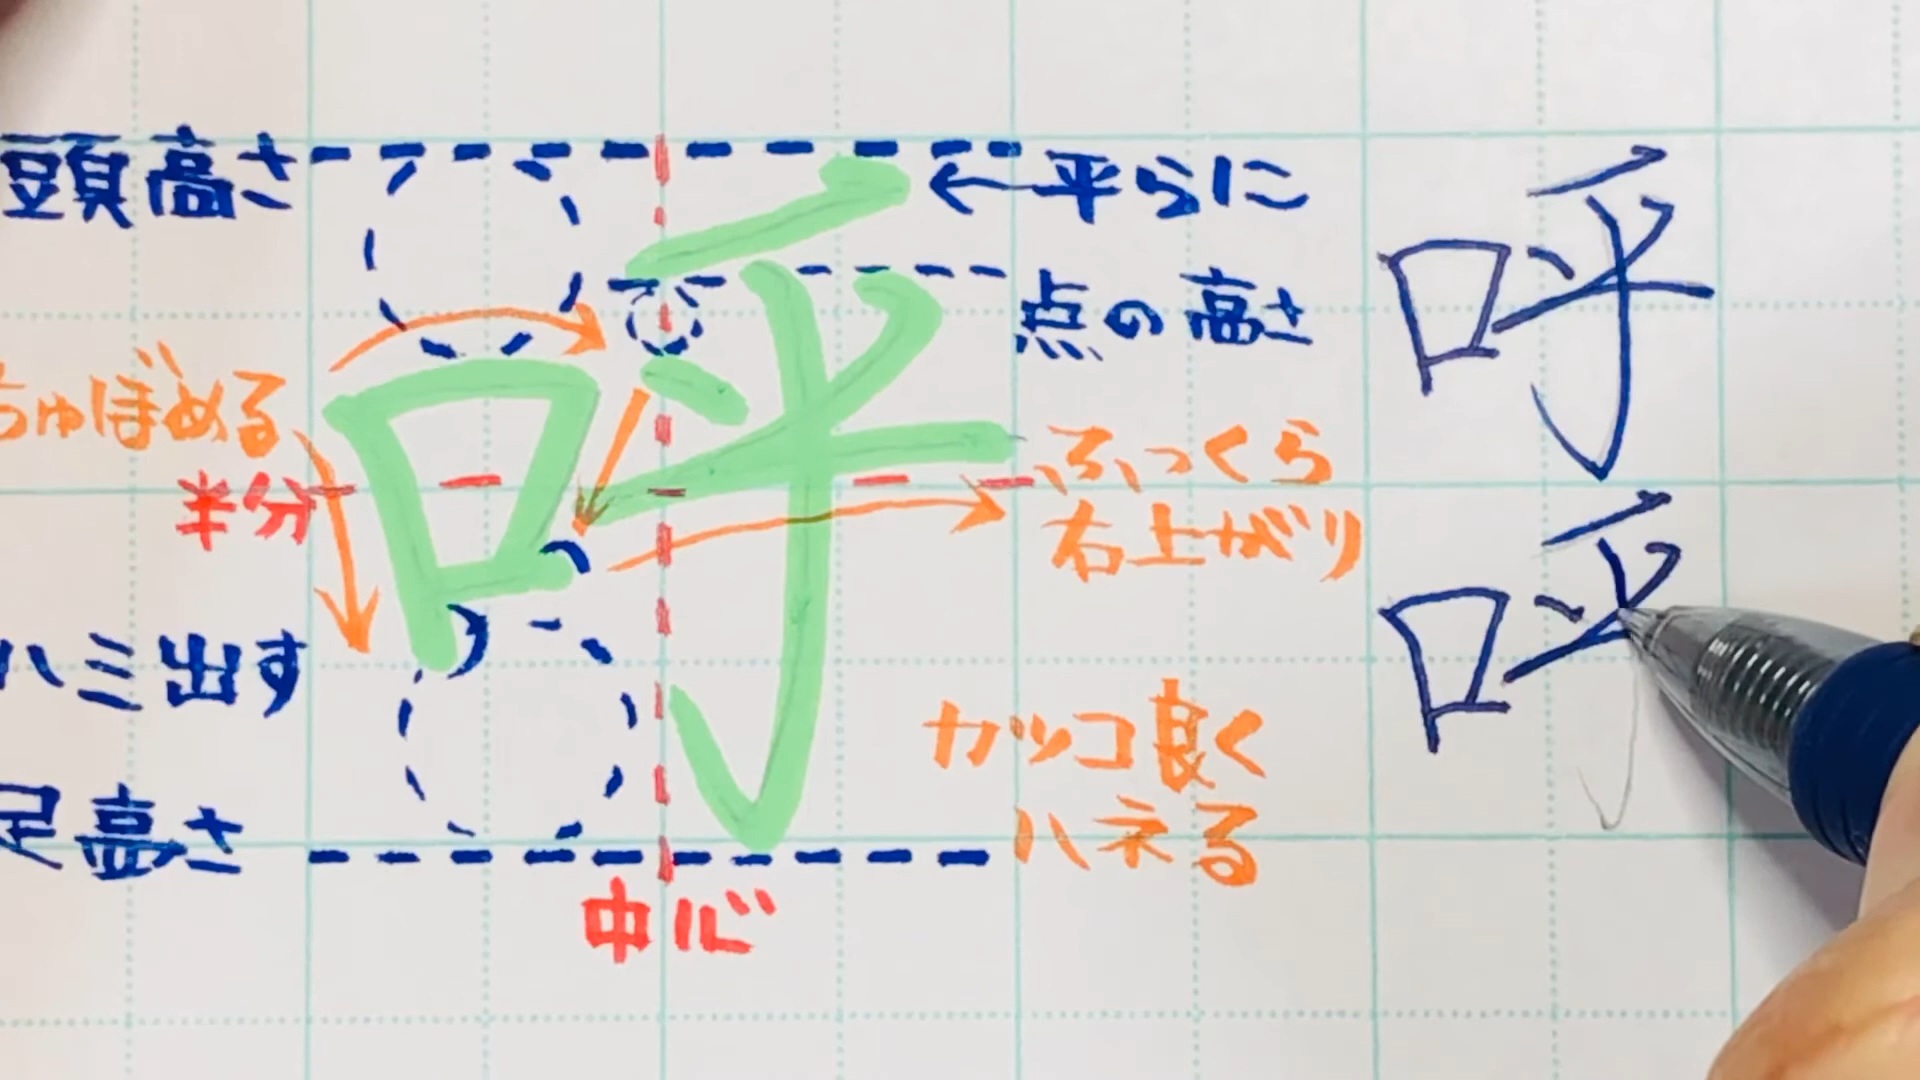 頭高さ
平らに
点の高さ
ちゅぼめる
半分
ふっくら
右上がり
ハミ出す
カッコ良く
ハネる
足高さ
中心
呼
呼
呼